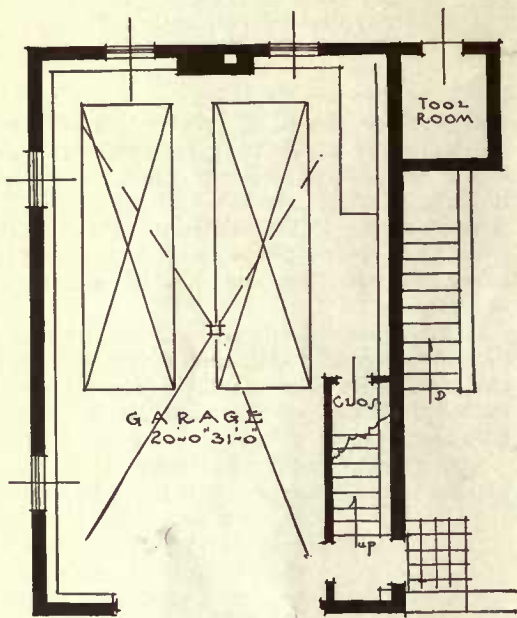 TOOL
ROOM
D
CLOS
GARAGE
20-0" 31'-0"
up